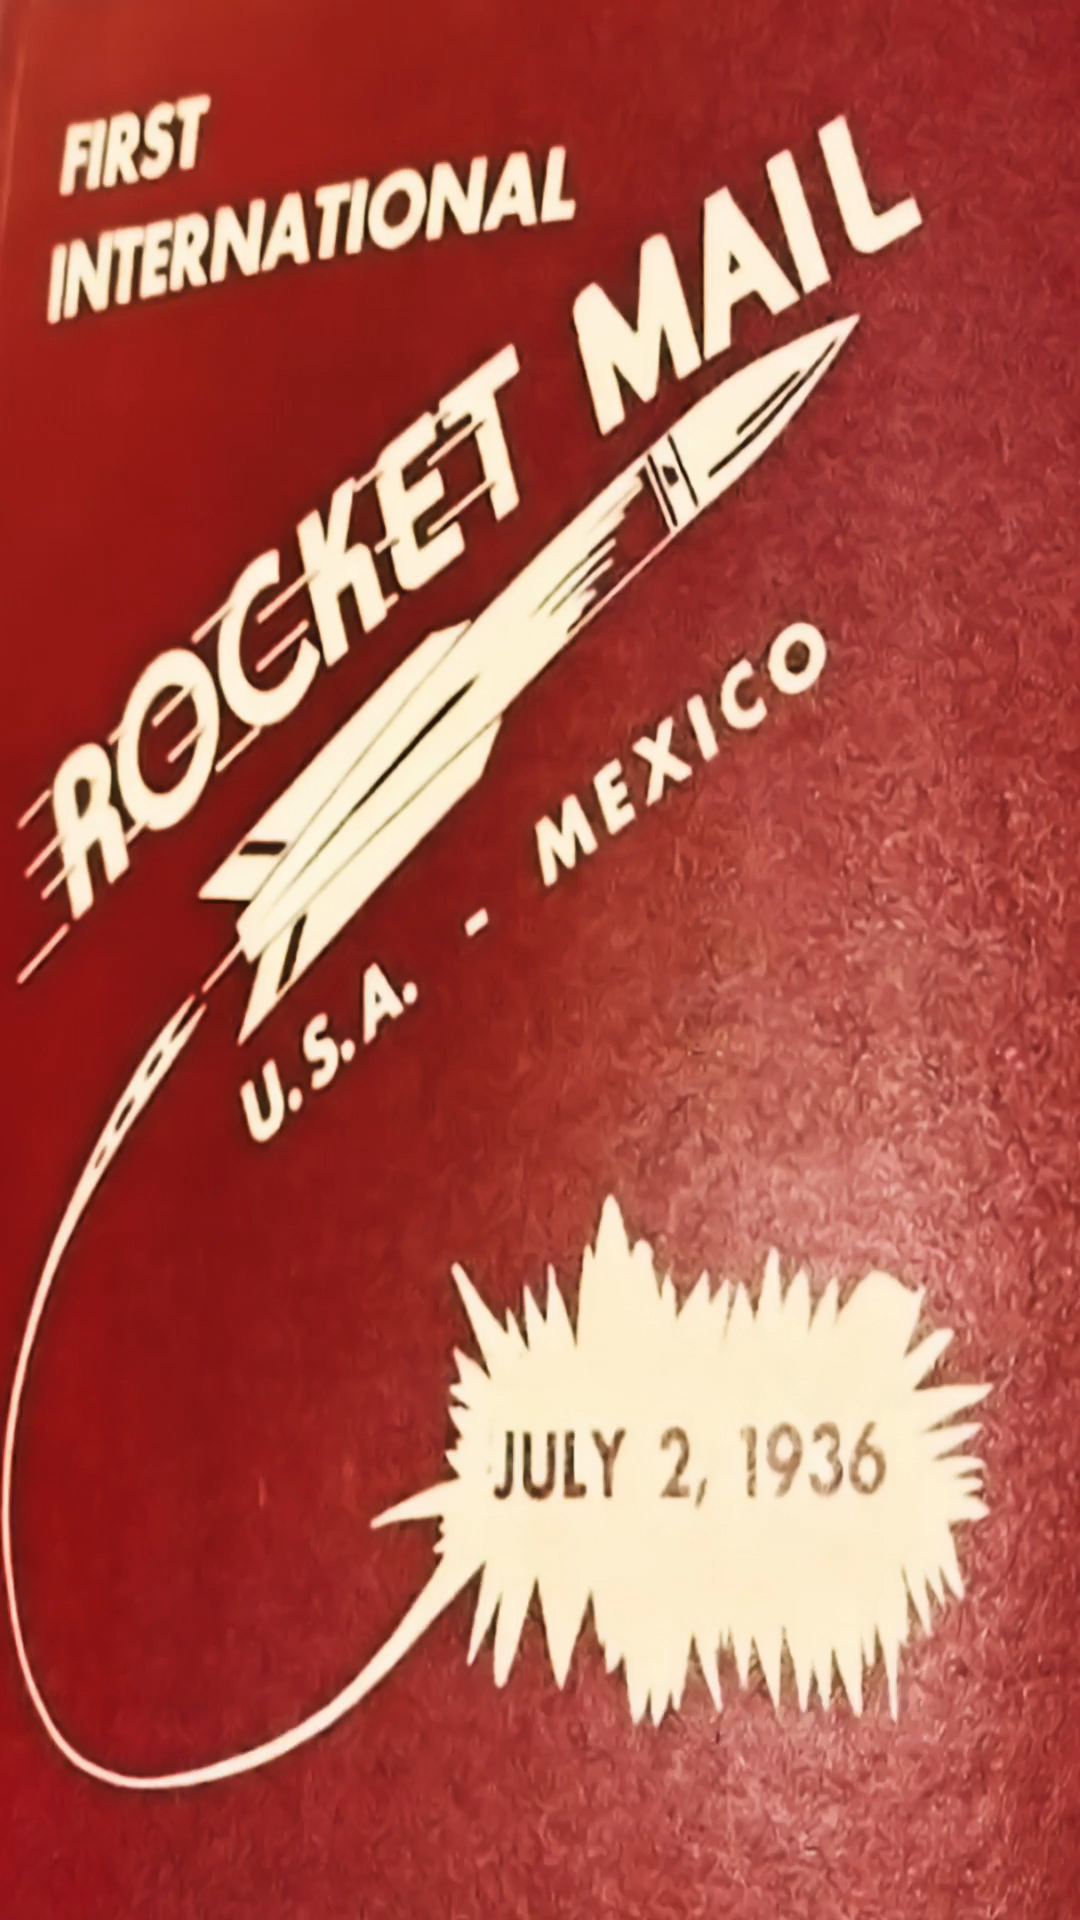 FIRST
INTERNATIONAL
ROCKET MAIL
U.S.A. - MEXICO
JULY 2, 1936